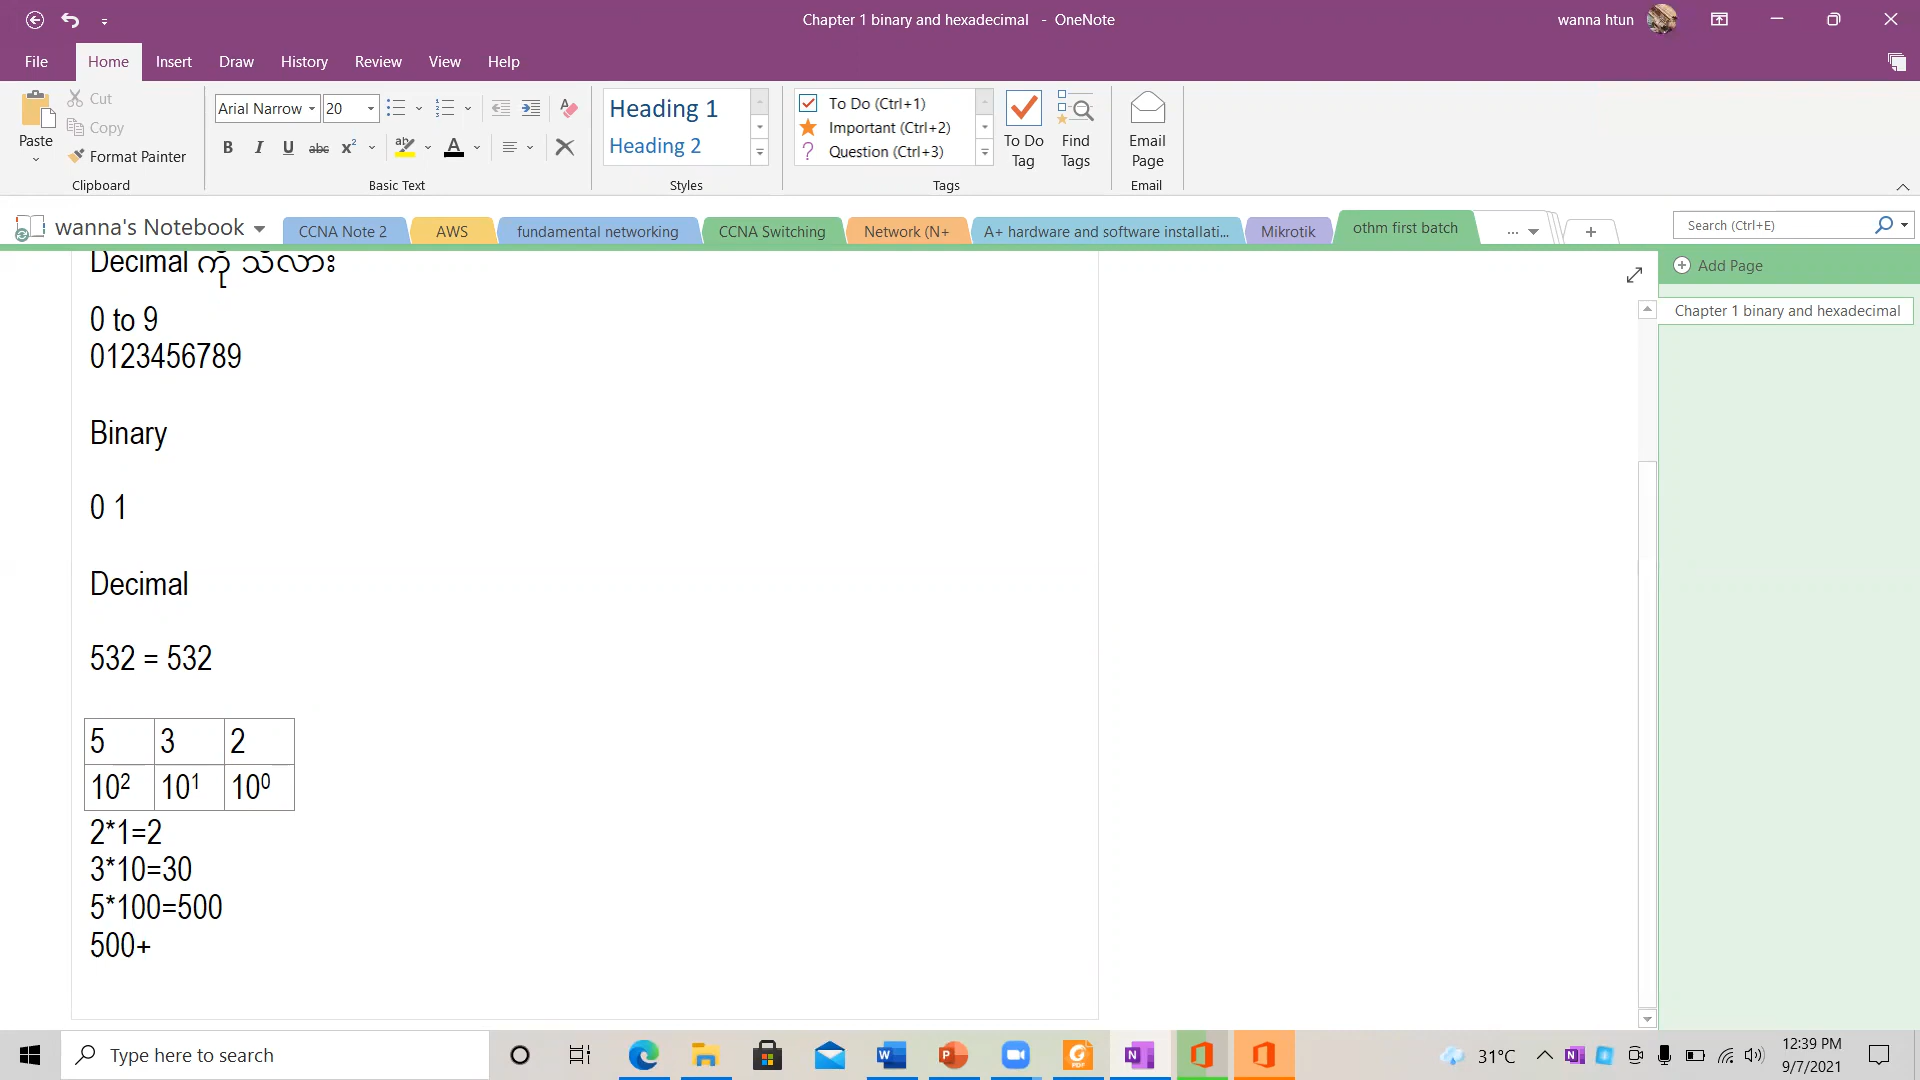 Chapter 1 binary and hexadecimal - OneNote
wanna htun
File Home Insert Draw History Review View Help
Paste
Cut
Copy
Format Painter
Clipboard
Arial Narrow 20
B I U abc x² A
Basic Text
Heading 1
Heading 2
Styles
To Do (Ctrl+1)
Important (Ctrl+2)
Question (Ctrl+3)
Tags
To Do Tag
Find Tags
Email Page
Email
wanna's Notebook
CCNA Note 2
AWS
fundamental networking
CCNA Switching
Network (N+
A+ hardware and software installati...
Mikrotik
othm first batch
...
+
Search (Ctrl+E)
Add Page
Chapter 1 binary and hexadecimal
Decimal ကို သိလား
0 to 9
0123456789
Binary
0 1
Decimal
532 = 532
5 3 2
10² 10¹ 10⁰
2*1=2
3*10=30
5*100=500
500+
Type here to search
31°C
12:39 PM
9/7/2021